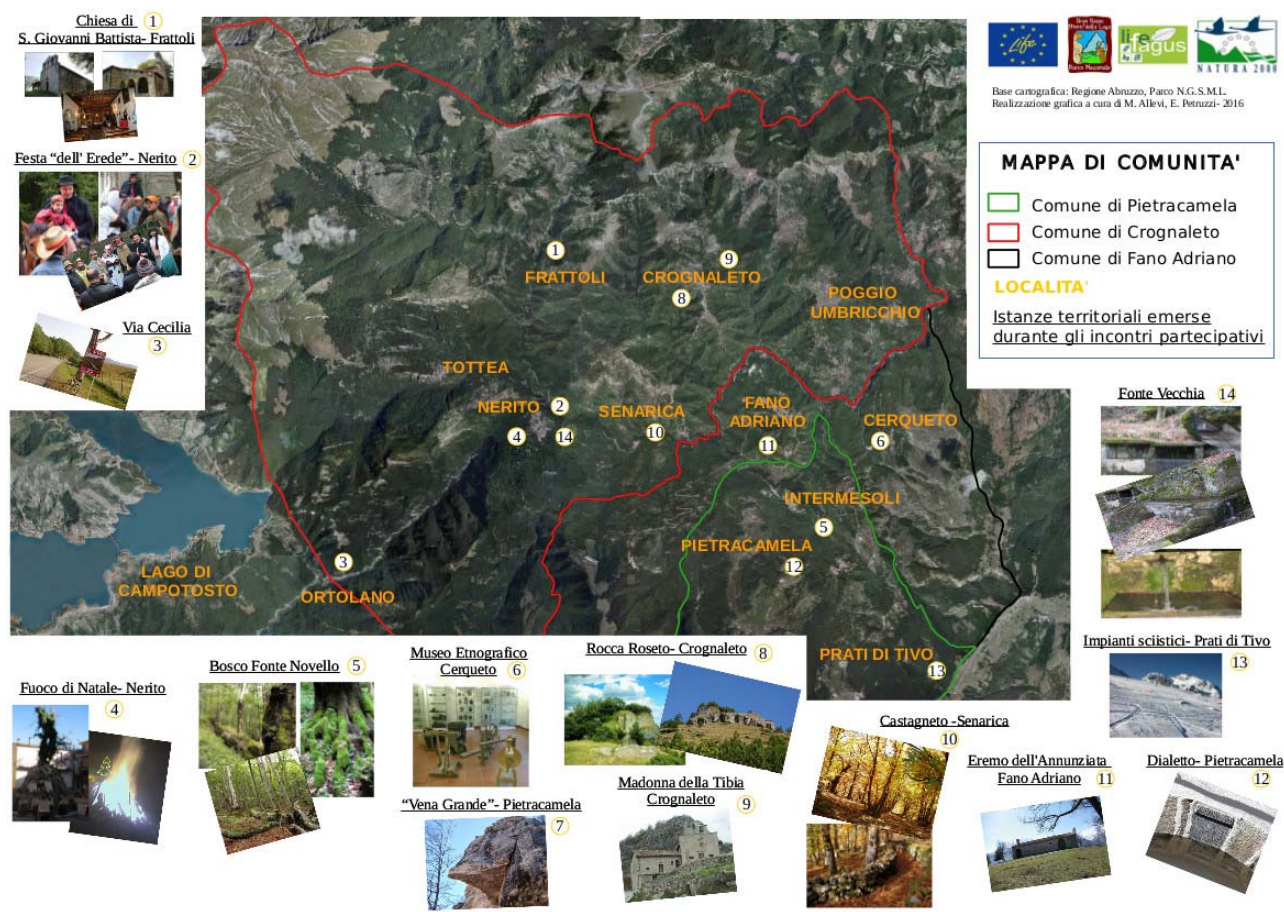 Chiesa di 1
S. Giovanni Battista- Frattoli
Festa “dell' Erede”- Nerito 2
Via Cecilia
3
Life
Gran Sasso
Parco Nazionale
life
fagus
NATURA 2000
Base cartografica: Regione Abruzzo, Parco N.G.S.M.L.
Realizzazione grafica a cura di M. Allevi, E. Petruzzi- 2016
MAPPA DI COMUNITA'
Comune di Pietracamela
Comune di Crognaleto
Comune di Fano Adriano
LOCALITA'
Istanze territoriali emerse
durante gli incontri partecipativi
1
FRATTOLI
9
CROGNALETO
8
POGGIO
UMBRICCHIO
TOTTEA
NERITO
2
4
14
SENARICA
10
FANO
ADRIANO
11
CERQUETO
6
INTERMESOLI
5
PIETRACAMELA
12
3
ORTOLANO
LAGO DI
CAMPOTOSTO
PRATI DI TIVO
13
Fonte Vecchia 14
Impianti sciistici- Prati di Tivo
13
Fuoco di Natale- Nerito
4
Bosco Fonte Novello 5
Museo Etnografico
Cerqueto 6
“Vena Grande”- Pietracamela
7
Rocca Roseto- Crognaleto 8
Madonna della Tibia
Crognaleto 9
Castagneto -Senarica
10
Eremo dell'Annunziata
Fano Adriano 11
Dialetto- Pietracamela
12